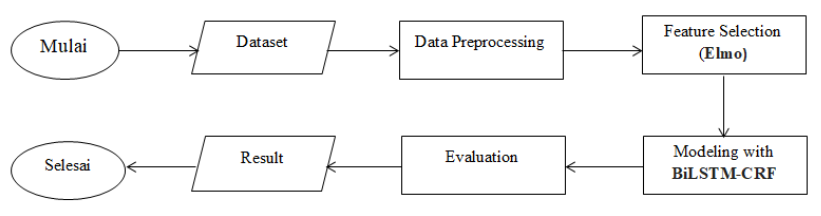 Mulai
Dataset
Data Preprocessing
Feature Selection
(Elmo)
Modeling with
BiLSTM-CRF
Evaluation
Result
Selesai